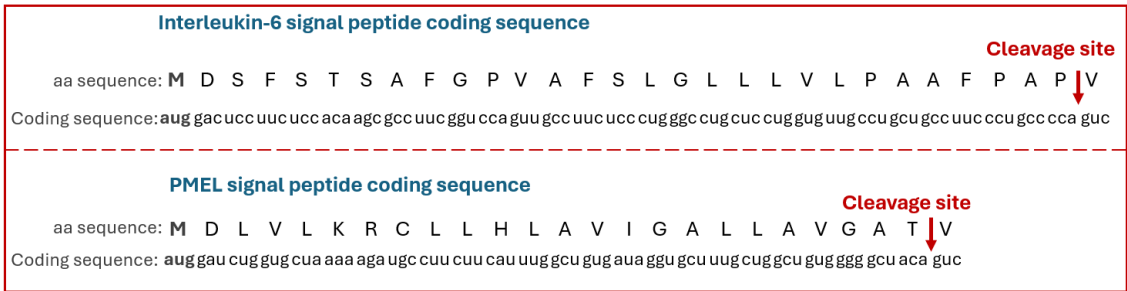 Interleukin-6 signal peptide coding sequence
Cleavage site
aa sequence: M D S F S T S A F G P V A F S L G L L L V L P A A F P A P V
Coding sequence: aug gac ucc uuc ucc aca agc gcc uuc ggu cca guu gcc uuc ucc cug ggc cug cuc cug gug uug ccu gcu gcc uuc ccu gcc cca guc
PMEL signal peptide coding sequence
Cleavage site
aa sequence: M D L V L K R C L L H L A V I G A L L A V G A T V
Coding sequence: aug gau cug gug cua aaa aga ugc cuu cuu cau uug gcu gug aua ggu gcu uug cug gcu gug ggg gcu aca guc